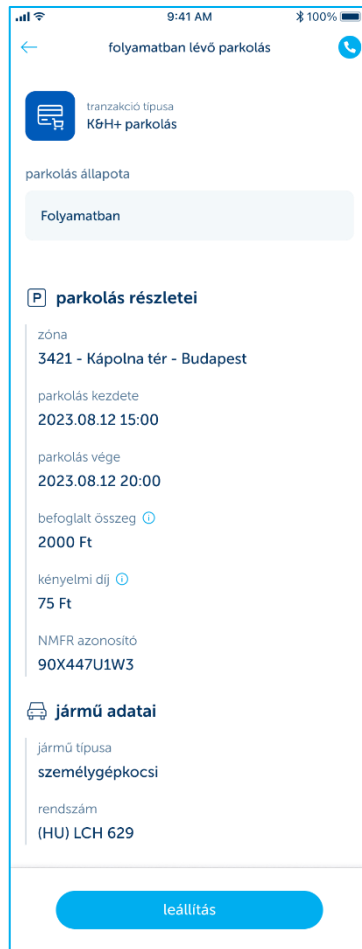 9:41 AM
100%
folyamatban lévő parkolás
tranzakció típusa
K&H+ parkolás
parkolás állapota
Folyamatban
P parkolás részletei
zóna
3421 - Kápolna tér - Budapest
parkolás kezdete
2023.08.12 15:00
parkolás vége
2023.08.12 20:00
befoglalt összeg
2000 Ft
kényelmi díj
75 Ft
NMFR azonosító
90X447U1W3
jármű adatai
jármű típusa
személygépkocsi
rendszám
(HU) LCH 629
leállítás